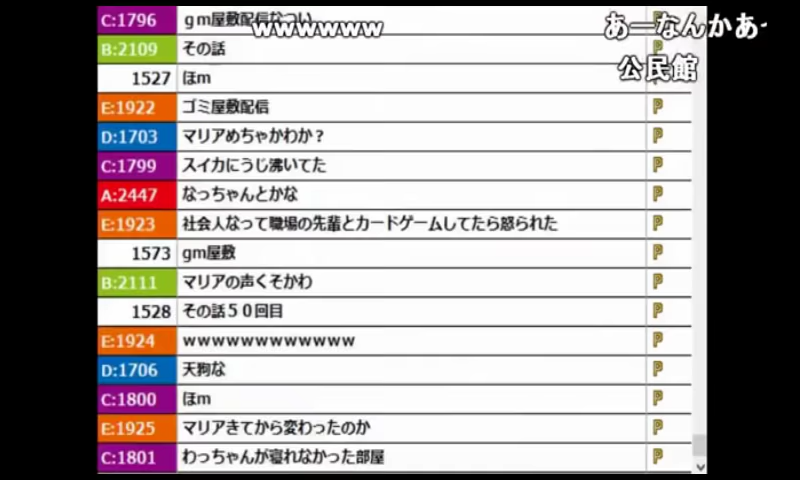 C:1796 gm屋敷配信なつい P
wwwwwww
あーなんかあ
B:2109 その話 P
公民館
1527 ほm
E:1922 ゴミ屋敷配信 P
D:1703 マリアめちゃかわか？ P
C:1799 スイカにうじ沸いてた P
A:2447 なっちゃんとかな P
E:1923 社会人なって職場の先輩とカードゲームしてたら怒られた P
1573 gm屋敷 P
B:2111 マリアの声くそかわ P
1528 その話５０回目 P
E:1924 wwwwwwwwwwww P
D:1706 天狗な P
C:1800 ほm P
E:1925 マリアきてから変わったのか P
C:1801 わっちゃんが寝れなかった部屋 P